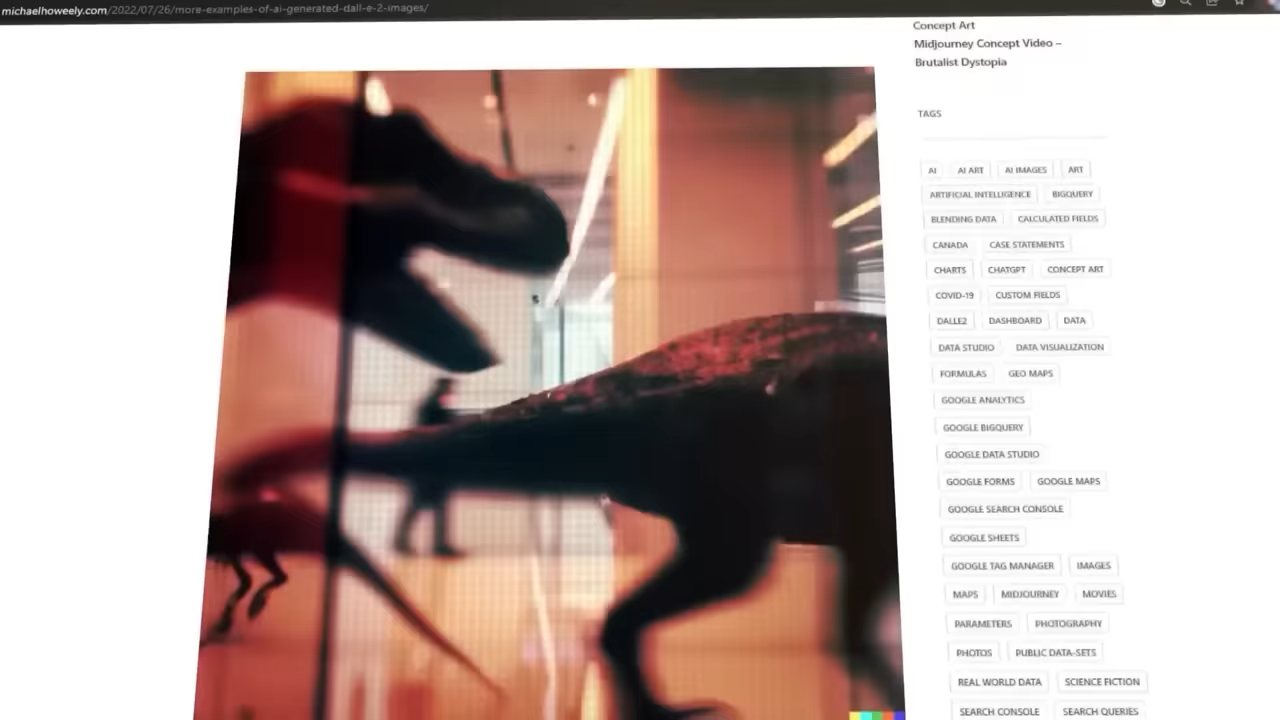 michaelhoweely.com/2022/07/26/more-examples-of-ai-generated-dall-e-2-images/
Concept Art
Midjourney Concept Video –
Brutalist Dystopia
TAGS
AI AI ART AI IMAGES ART
ARTIFICIAL INTELLIGENCE BIGQUERY
BLENDING DATA CALCULATED FIELDS
CANADA CASE STATEMENTS
CHARTS CHATGPT CONCEPT ART
COVID-19 CUSTOM FIELDS
DALLE2 DASHBOARD DATA
DATA STUDIO DATA VISUALIZATION
FORMULAS GEO MAPS
GOOGLE ANALYTICS
GOOGLE BIGQUERY
GOOGLE DATA STUDIO
GOOGLE FORMS GOOGLE MAPS
GOOGLE SEARCH CONSOLE
GOOGLE SHEETS
GOOGLE TAG MANAGER IMAGES
MAPS MIDJOURNEY MOVIES
PARAMETERS PHOTOGRAPHY
PHOTOS PUBLIC DATA-SETS
REAL WORLD DATA SCIENCE FICTION
SEARCH CONSOLE SEARCH QUERIES